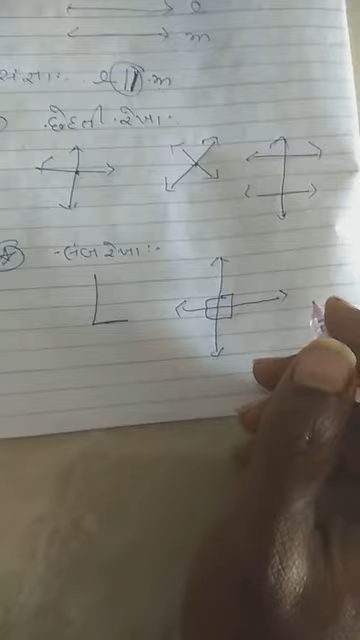 l
m
સંજ્ઞા:- l || m
છેદતી રેખા:-
લંબ રેખા:-